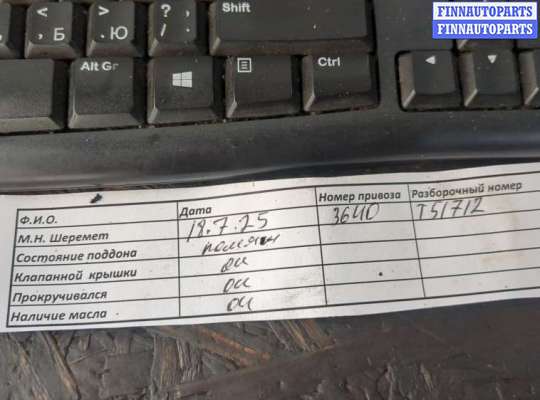 FINNAUTOPARTS
FINNAUTOPARTS
Shift
< Б
> Ю
?
Alt Gr
Ctrl
Ф.И.О. Дата Номер привоза Разборочный номер
М.Н. Шеремет 18.7.25 3640 T51712
Состояние поддона помят
Клапанной крышки ок
Прокручивался ок
Наличие масла ок